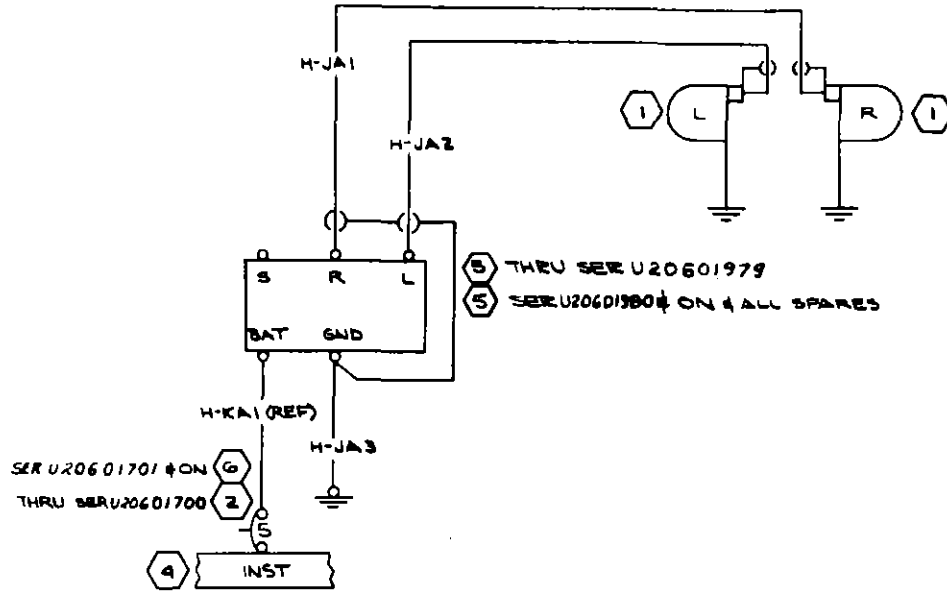 H-JA1
H-JA2
1
L
R
1
S
R
L
3 THRU SER U20601979
5 SER U20601980 & ON & ALL SPARES
BAT
GND
H-KA1 (REF)
H-JA3
SER U20601701 & ON 6
THRU SER U20601700 2
5
4
INST